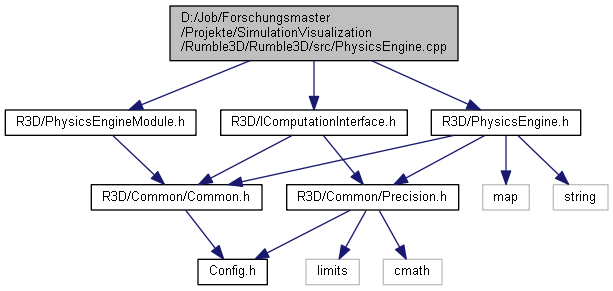 D:/Job/Forschungsmaster
/Projekte/SimulationVisualization
/Rumble3D/Rumble3D/src/PhysicsEngine.cpp
R3D/PhysicsEngineModule.h
R3D/IComputationInterface.h
R3D/PhysicsEngine.h
R3D/Common/Common.h
R3D/Common/Precision.h
map
string
Config.h
limits
cmath